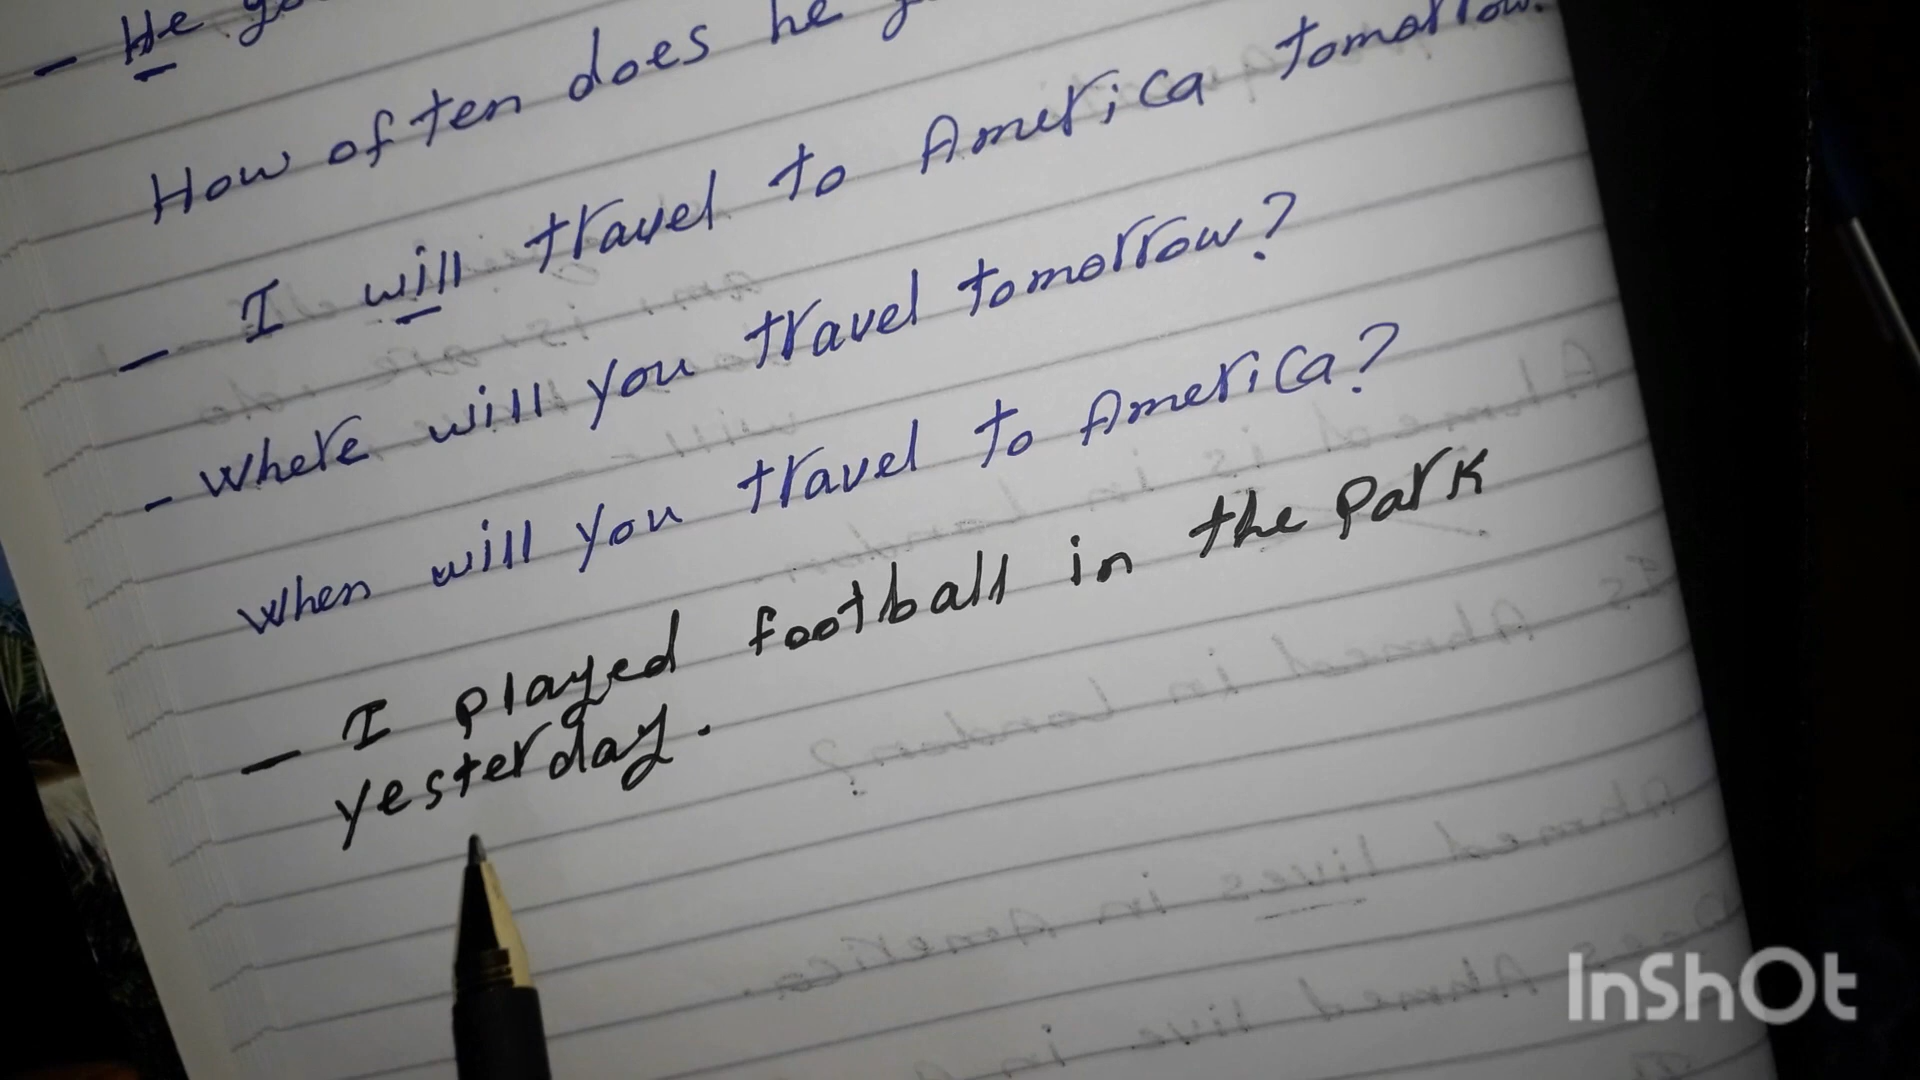 - He
How often does he
- I will travel to America tomorrow.
- Where will you travel tomorrow?
When will you travel to America?
- I played football in the park
yesterday.
InShOt